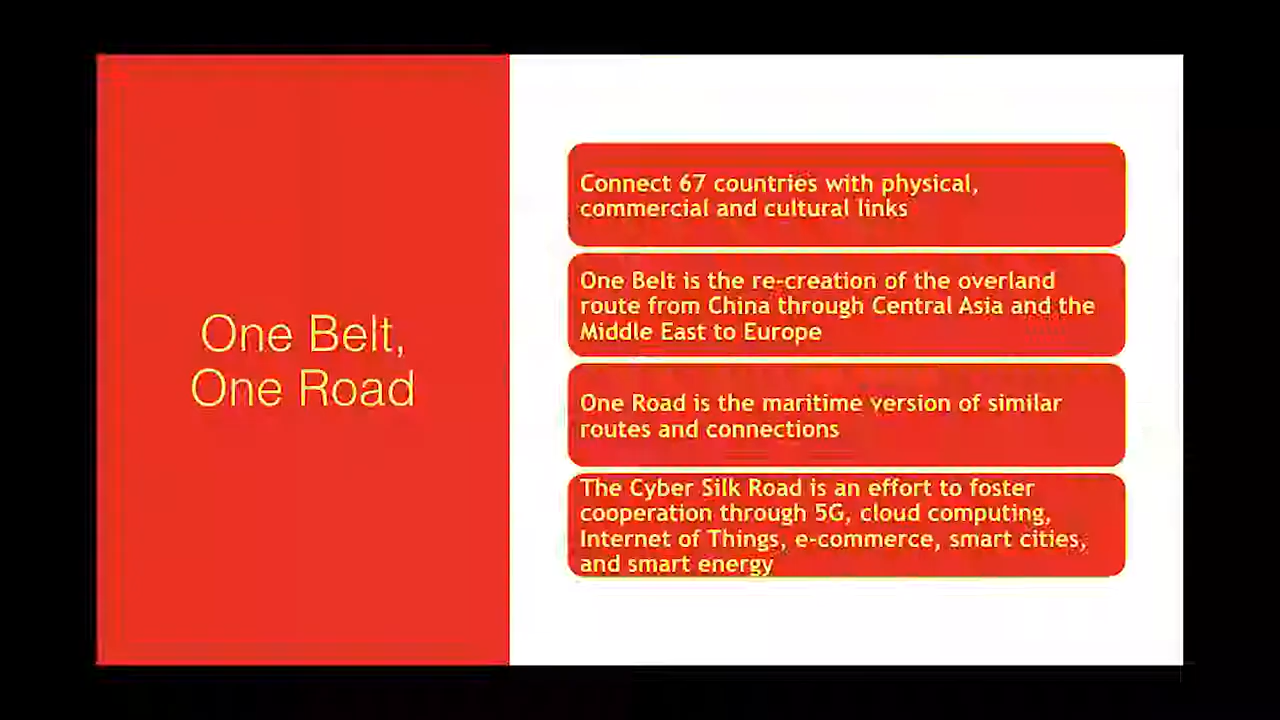 One Belt,
One Road
Connect 67 countries with physical,
commercial and cultural links
One Belt is the re-creation of the overland
route from China through Central Asia and the
Middle East to Europe
One Road is the maritime version of similar
routes and connections
The Cyber Silk Road is an effort to foster
cooperation through 5G, cloud computing,
Internet of Things, e-commerce, smart cities,
and smart energy